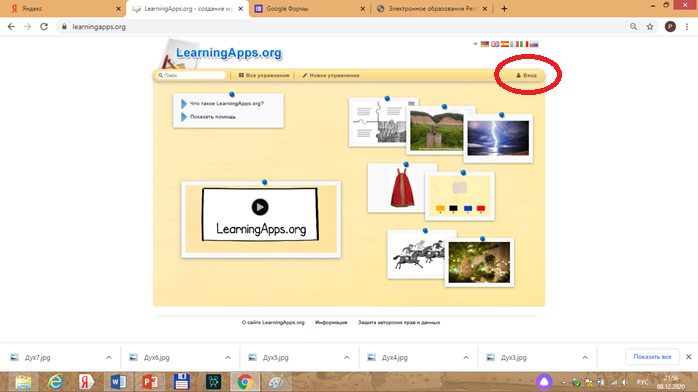 Яндекс
LearningApps.org - создание му
Google Формы
Электронное образование Рес
learningapps.org
P
LearningApps.org
Поиск
Все упражнения
Новое упражнение
Вход
Что такое LearningApps.org?
Показать помощь
LearningApps.org
О сайте LearningApps.org
Информация
Защита авторских прав и данных
Дух7.jpg
Дух6.jpg
Дух5.jpg
Дух4.jpg
Дух3.jpg
Показать все
РУС
21:56
08.12.2020